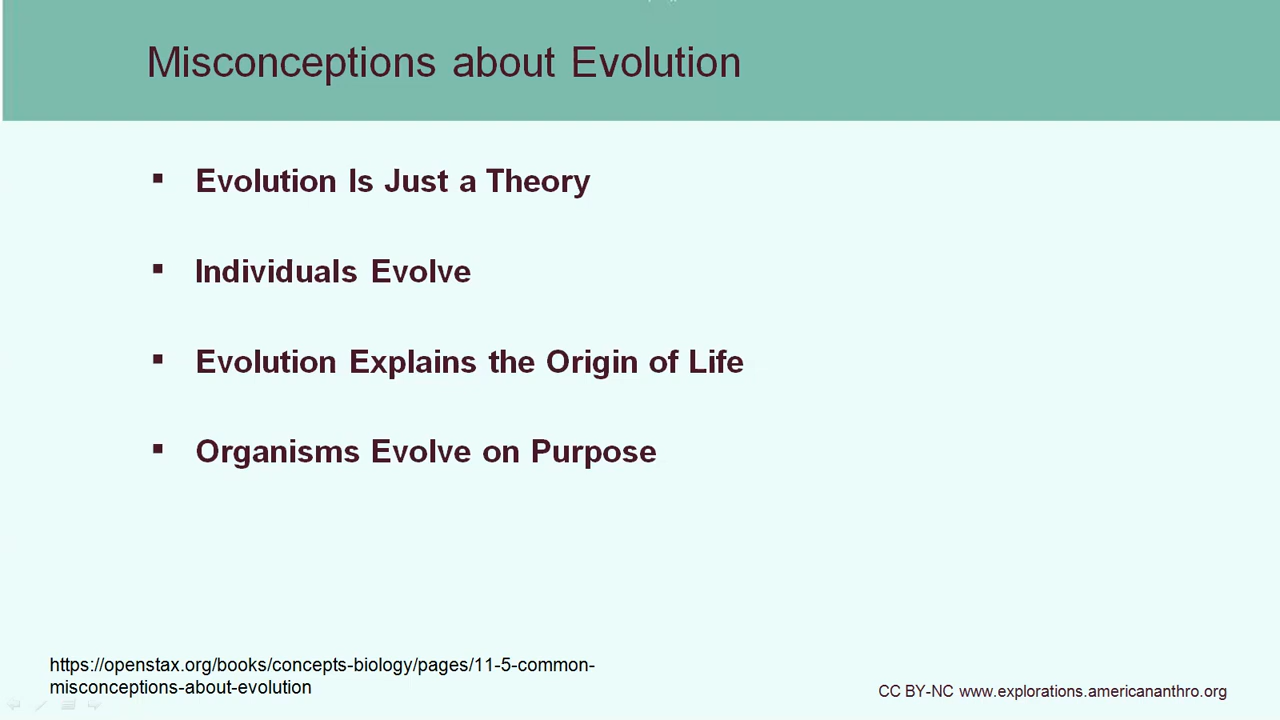 Misconceptions about Evolution
▪ Evolution Is Just a Theory
▪ Individuals Evolve
▪ Evolution Explains the Origin of Life
▪ Organisms Evolve on Purpose
https://openstax.org/books/concepts-biology/pages/11-5-common-
misconceptions-about-evolution
CC BY-NC www.explorations.americananthro.org